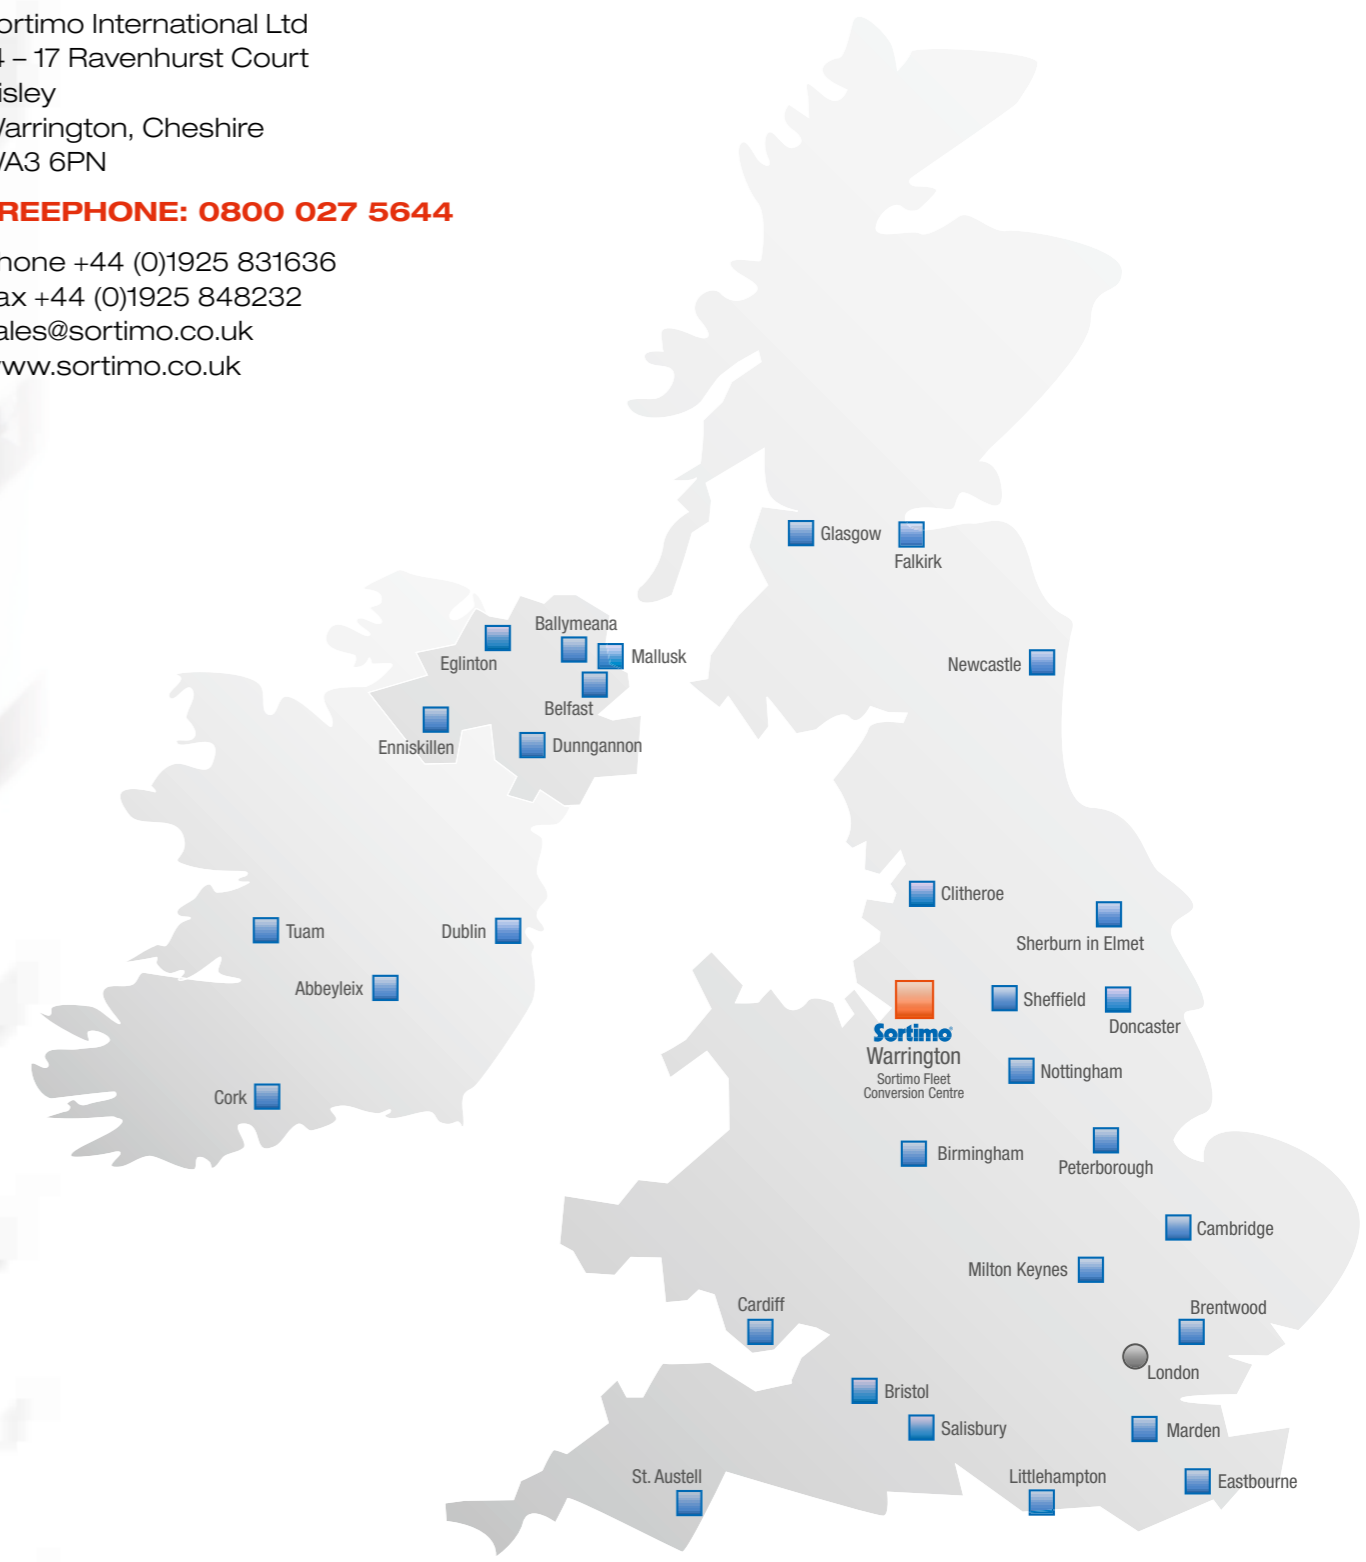 ortimo International Ltd
4 – 17 Ravenhurst Court
isley
arrington, Cheshire
A3 6PN
REEPHONE: 0800 027 5644
hone +44 (0)1925 831636
ax +44 (0)1925 848232
ales@sortimo.co.uk
ww.sortimo.co.uk
Glasgow
Falkirk
Ballymeana
Eglinton
Mallusk
Newcastle
Belfast
Enniskillen
Dunngannon
Clitheroe
Tuam
Dublin
Sherburn in Elmet
Abbeyleix
Sheffield
Doncaster
Sortimo
Warrington
Sortimo Fleet
Conversion Centre
Nottingham
Cork
Birmingham
Peterborough
Cambridge
Milton Keynes
Cardiff
Brentwood
London
Bristol
Salisbury
Marden
St. Austell
Littlehampton
Eastbourne